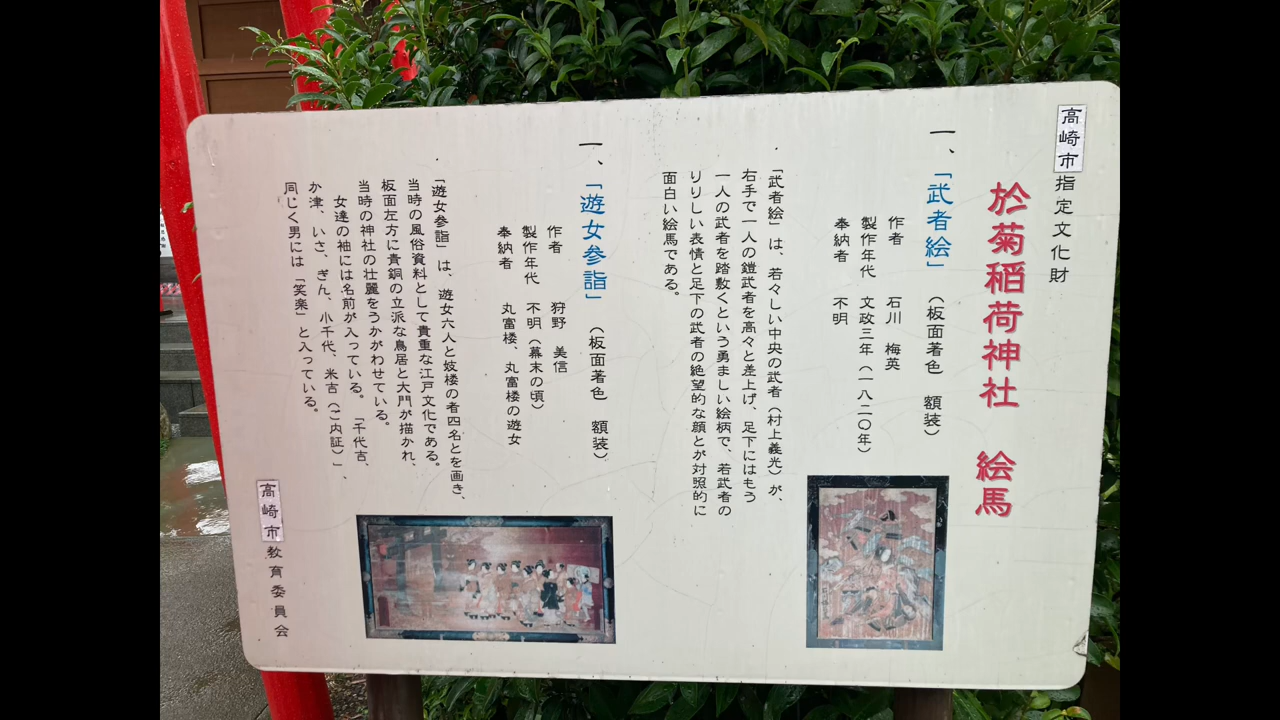 高崎市指定文化財
於菊稲荷神社 絵馬
一、「武者絵」(板面著色 額装)
作者 石川 梅英
製作年代 文政三年(一八二〇年)
奉納者 不明
「武者絵」は、若々しい中央の武者(村上義光)が、
右手で一人の鎧武者を高々と差上げ、足下にはもう
一人の武者を踏敷くという勇ましい絵柄で、若武者の
りりしい表情と足下の武者の絶望的な顔とが対照的に
面白い絵馬である。
一、「遊女参詣」(板面著色 額装)
作者 狩野 美信
製作年代 不明(幕末の頃)
奉納者 丸富楼、丸富楼の遊女
「遊女参詣」は、遊女六人と妓楼の者四名とを画き、
当時の風俗資料として貴重な江戸文化である。
板面左方に青銅の立派な鳥居と大門が描かれ、
当時の神社の壮麗をうかがわせている。
女達の袖には名前が入っている。「千代吉、
か津、いさ、ぎん、小千代、米吉(ご内証)」、
同じく男には「笑楽」と入っている。
高崎市教育委員会